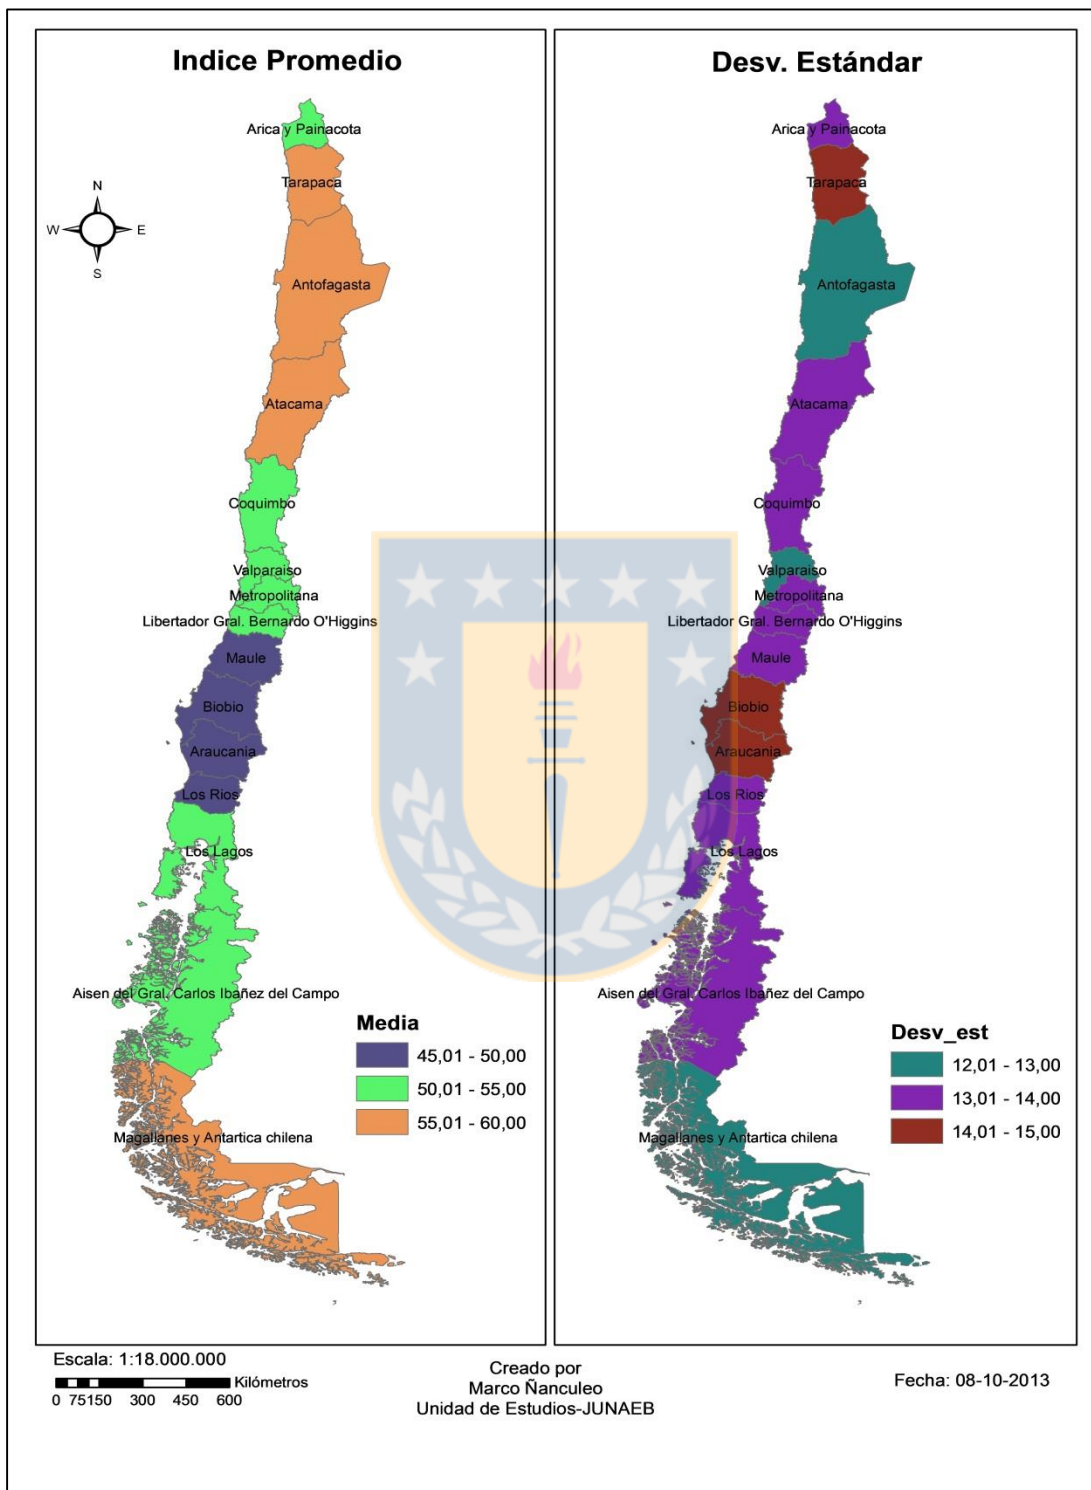 Indice Promedio
Arica y Painacota
Tarapaca
Antofagasta
Atacama
Coquimbo
Valparaiso
Metropolitana
Libertador Gral. Bernardo O'Higgins
Maule
Biobio
Araucania
Los Rios
Los Lagos
Aisen del Gral. Carlos Ibañez del Campo
Magallanes y Antartica chilena
N
W
E
S
Media
45,01 - 50,00
50,01 - 55,00
55,01 - 60,00
Desv. Estándar
Arica y Painacota
Tarapaca
Antofagasta
Atacama
Coquimbo
Valparaiso
Metropolitana
Libertador Gral. Bernardo O'Higgins
Maule
Biobio
Araucania
Los Rios
Los Lagos
Aisen del Gral. Carlos Ibañez del Campo
Magallanes y Antartica chilena
Desv_est
12,01 - 13,00
13,01 - 14,00
14,01 - 15,00
Escala: 1:18.000.000
Kilómetros
0 75150 300 450 600
Creado por
Marco Ñanculeo
Unidad de Estudios-JUNAEB
Fecha: 08-10-2013